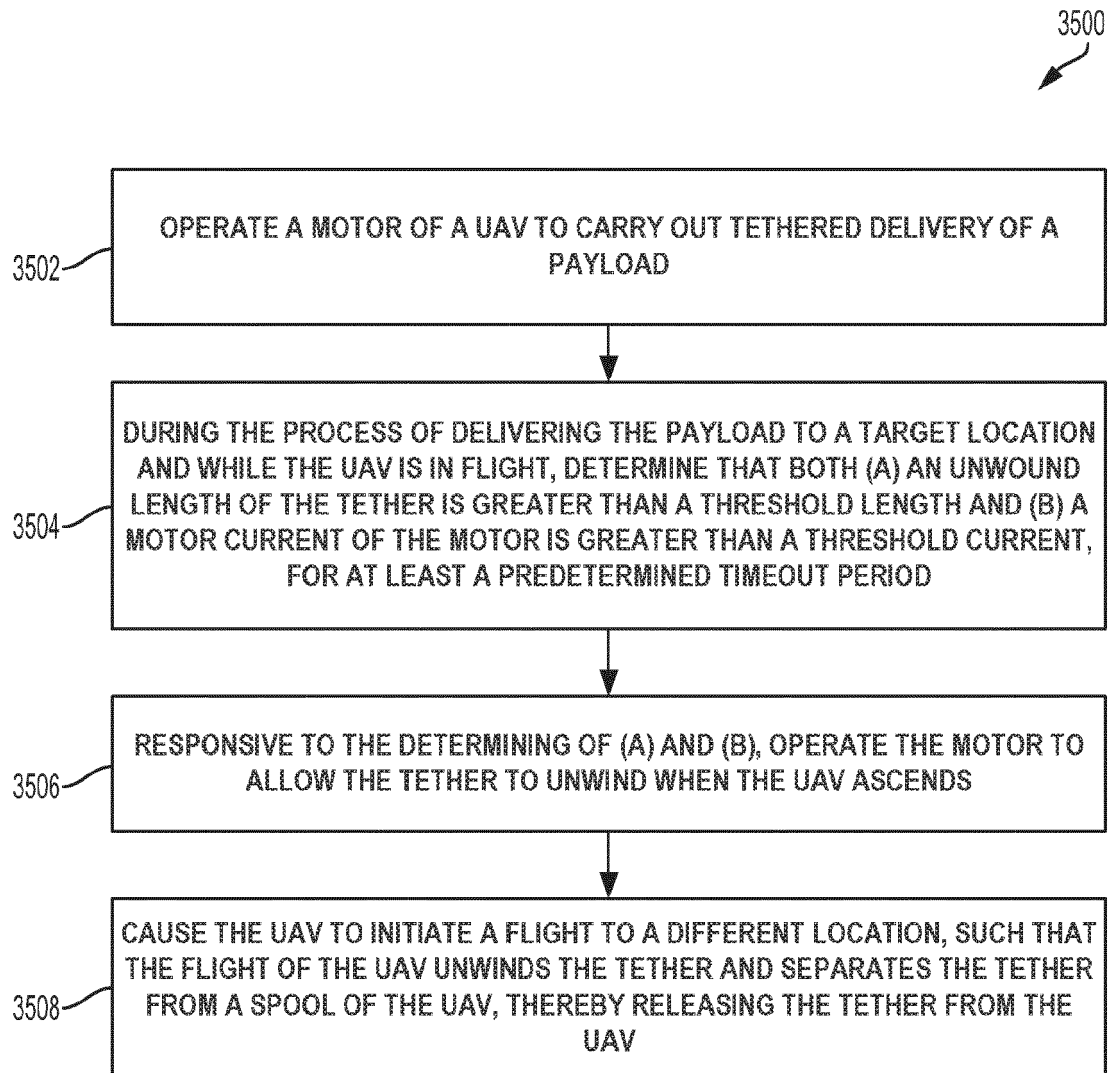 3500
OPERATE A MOTOR OF A UAV TO CARRY OUT TETHERED DELIVERY OF A
PAYLOAD
3502
DURING THE PROCESS OF DELIVERING THE PAYLOAD TO A TARGET LOCATION
AND WHILE THE UAV IS IN FLIGHT, DETERMINE THAT BOTH (A) AN UNWOUND
LENGTH OF THE TETHER IS GREATER THAN A THRESHOLD LENGTH AND (B) A
MOTOR CURRENT OF THE MOTOR IS GREATER THAN A THRESHOLD CURRENT,
FOR AT LEAST A PREDETERMINED TIMEOUT PERIOD
3504
RESPONSIVE TO THE DETERMINING OF (A) AND (B), OPERATE THE MOTOR TO
ALLOW THE TETHER TO UNWIND WHEN THE UAV ASCENDS
3506
CAUSE THE UAV TO INITIATE A FLIGHT TO A DIFFERENT LOCATION, SUCH THAT
THE FLIGHT OF THE UAV UNWINDS THE TETHER AND SEPARATES THE TETHER
FROM A SPOOL OF THE UAV, THEREBY RELEASING THE TETHER FROM THE
UAV
3508